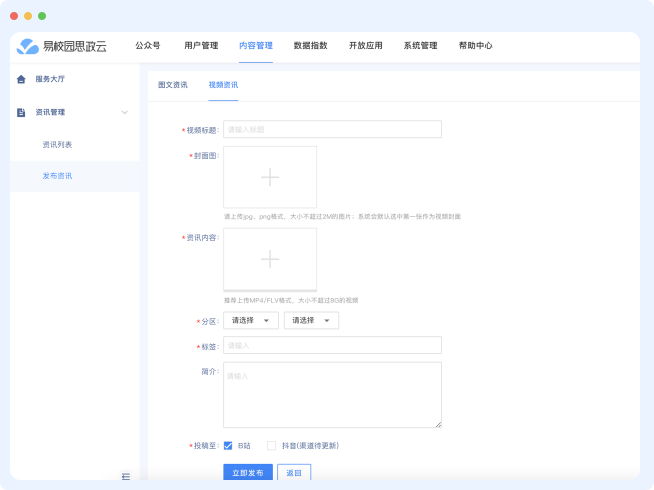 易校园思政云 公众号 用户管理 内容管理 数据指数 开放应用 系统管理 帮助中心
服务大厅
资讯管理
资讯列表
发布资讯
图文资讯 视频资讯
*视频标题: 请输入标题
*封面图:
请上传jpg、png格式，大小不超过2M的图片；系统会默认选中第一张作为视频封面
*资讯内容:
推荐上传MP4/FLV格式，大小不超过8G的视频
*分区: 请选择 请选择
*标签: 请输入
简介: 请输入
*投稿至: B站 抖音(渠道待更新)
立即发布 返回